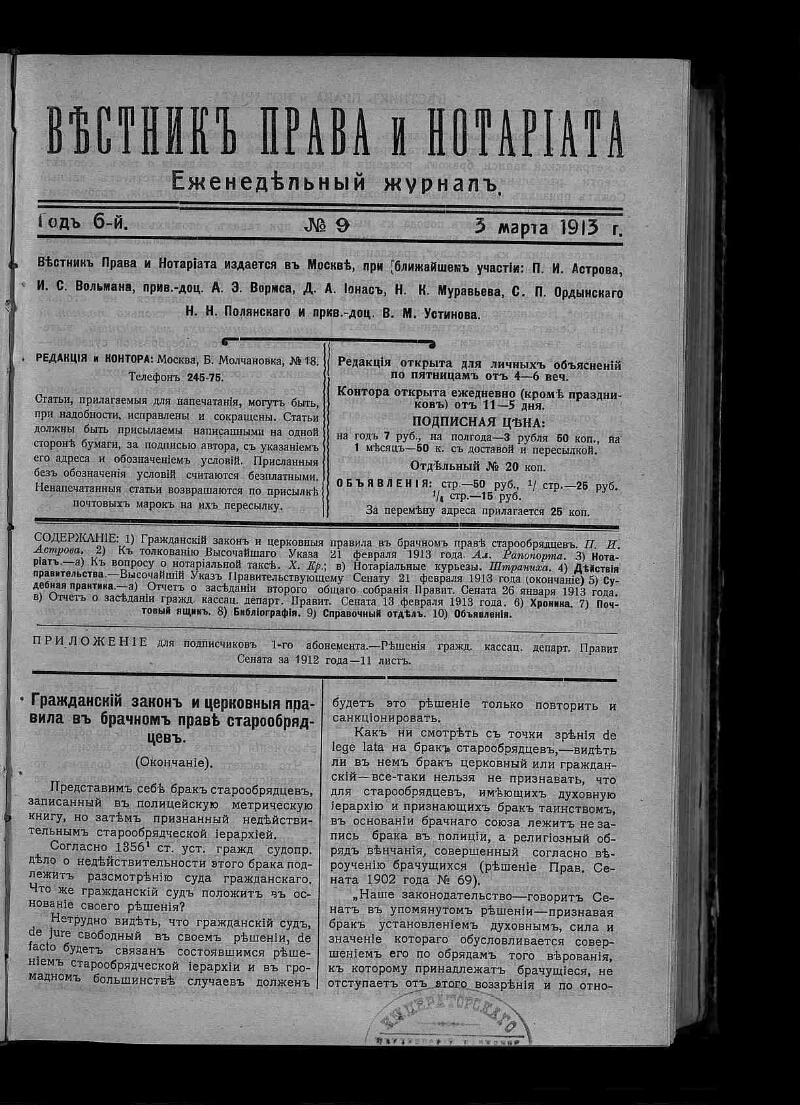 ВѢСТНИКЪ ПРАВА и НОТАРІАТА
Еженедѣльный журналъ.
Годъ 6-й. № 9 3 марта 1913 г.
Вѣстникъ Права и Нотаріата издается въ Москвѣ, при ближайшемъ участіи: П. И. Астрова,
И. С. Вольмана, прив.-доц. А. Э. Вормса, Д. А. Іонасъ, Н. К. Муравьева, С. П. Ордынскаго
Н. Н. Полянскаго и прив.-доц. В. М. Устинова.
РЕДАКЦІЯ и КОНТОРА: Москва, Б. Молчановка, № 18.
Телефонъ 245-75.
Статьи, прилагаемыя для напечатанія, могутъ быть,
при надобности, исправлены и сокращены. Статьи
должны быть присылаемы написанными на одной
сторонѣ бумаги, за подписью автора, съ указаніемъ
его адреса и обозначеніемъ условій. Присланныя
безъ обозначенія условій считаются безплатными.
Ненапечатанныя статьи возвращаются по присылкѣ
почтовыхъ марокъ на ихъ пересылку.
Редакція открыта для личныхъ объясненій
по пятницамъ отъ 4—6 веч.
Контора открыта ежедневно (кромѣ праздни-
ковъ) отъ 11—5 дня.
ПОДПИСНАЯ ЦѢНА:
на годъ 7 руб., на полгода—3 рубля 50 коп., на
1 мѣсяцъ—50 к. съ доставкой и пересылкой.
Отдѣльный № 20 коп.
ОБЪЯВЛЕНІЯ: стр.—50 руб., ¹/ стр.—25 руб.
¹/₄ стр.—15 руб.
За перемѣну адреса прилагается 25 коп.
СОДЕРЖАНІЕ: 1) Гражданскій законъ и церковныя правила въ брачномъ правѣ старообрядцевъ. П. И.
Астрова. 2) Къ толкованію Высочайшаго Указа 21 февраля 1913 года. Ал. Рапопорта. 3) Нота-
ріатъ.—а) Къ вопросу о нотаріальной таксѣ. Х. Кр.; в) Нотаріальные курьезы. Штраниха. 4) Дѣйствія
правительства.—Высочайшій Указъ Правительствующему Сенату 21 февраля 1913 года (окончаніе) 5) Су-
дебная практика.—а) Отчетъ о засѣданіи второго общаго собранія Правит. Сената 26 января 1913 года.
в) Отчетъ о засѣданіи гражд. кассац. департ. Правит. Сената 13 февраля 1913 года. 6) Хроника. 7) Поч-
товый ящикъ. 8) Библіографія. 9) Справочный отдѣлъ. 10) Объявленія.
ПРИЛОЖЕНІЕ для подписчиковъ 1-го абонемента.—Рѣшенія гражд. кассац. департ. Правит
Сената за 1912 года—11 листъ.
Гражданскій законъ и церковныя пра-
вила въ брачномъ правѣ старообряд-
цевъ.
(Окончаніе).
Представимъ себѣ бракъ старообрядцевъ,
записанный въ полицейскую метрическую
книгу, но затѣмъ признанный недѣйстви-
тельнымъ старообрядческой іерархіей.
Согласно 1356¹ ст. уст. гражд судопр.
дѣло о недѣйствительности этого брака под-
лежитъ разсмотрѣнію суда гражданскаго.
Что же гражданскій судъ положитъ въ ос-
нованіе своего рѣшенія?
Нетрудно видѣть, что гражданскій судъ,
de jure свободный въ своемъ рѣшеніи, de
facto будетъ связанъ состоявшимся рѣше-
ніемъ старообрядческой іерархіи и въ гро-
мадномъ большинствѣ случаевъ долженъ
будетъ это рѣшеніе только повторить и
санкціонировать.
Какъ ни смотрѣть съ точки зрѣнія de
lege lata на бракъ старообрядцевъ,—видѣть
ли въ немъ бракъ церковный или граждан-
скій—все-таки нельзя не признавать, что
для старообрядцевъ, имѣющихъ духовную
іерархію и признающихъ бракъ таинствомъ,
въ основаніи брачнаго союза лежитъ не за-
пись брака въ полиціи, а религіозный об-
рядъ вѣнчанія, совершенный согласно вѣ-
роученію брачущихся (рѣшеніе Прав. Се-
ната 1902 года № 69).
„Наше законодательство—говоритъ Се-
натъ въ упомянутомъ рѣшеніи—признавая
бракъ установленіемъ духовнымъ, сила и
значеніе котораго обусловливается совер-
шеніемъ его по обрядамъ того вѣрованія,
къ которому принадлежатъ брачущіеся, не
отступаетъ отъ этого воззрѣнія и по отно-
ИМПЕРАТОРСКАГО